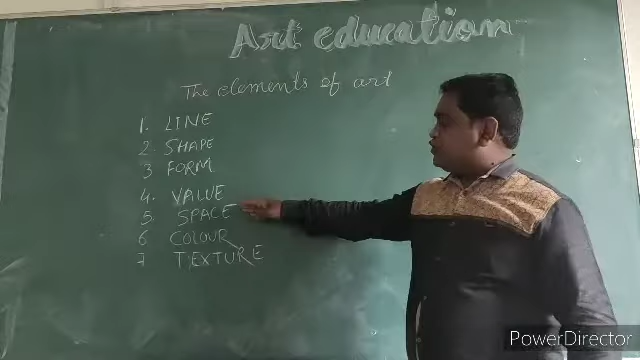 Art education
The elements of art
1. LINE
2. SHAPE
3 FORM
4. VALUE
5. SPACE
6 COLOUR
7 TEXTURE
PowerDirector